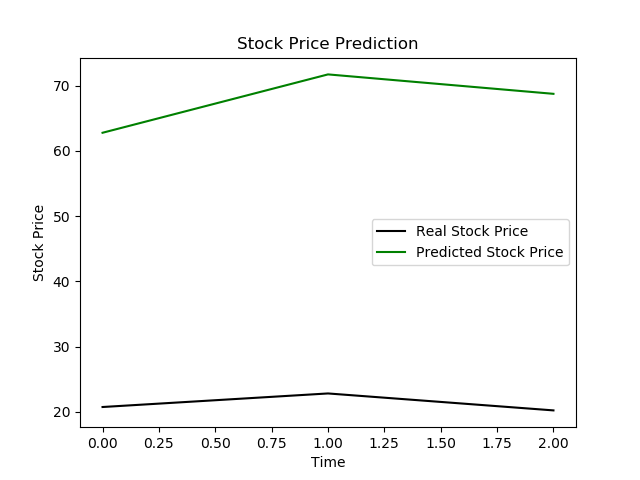 Stock Price Prediction
70
60
50
40
30
20
Stock Price
Real Stock Price
Predicted Stock Price
0.00 0.25 0.50 0.75 1.00 1.25 1.50 1.75 2.00
Time